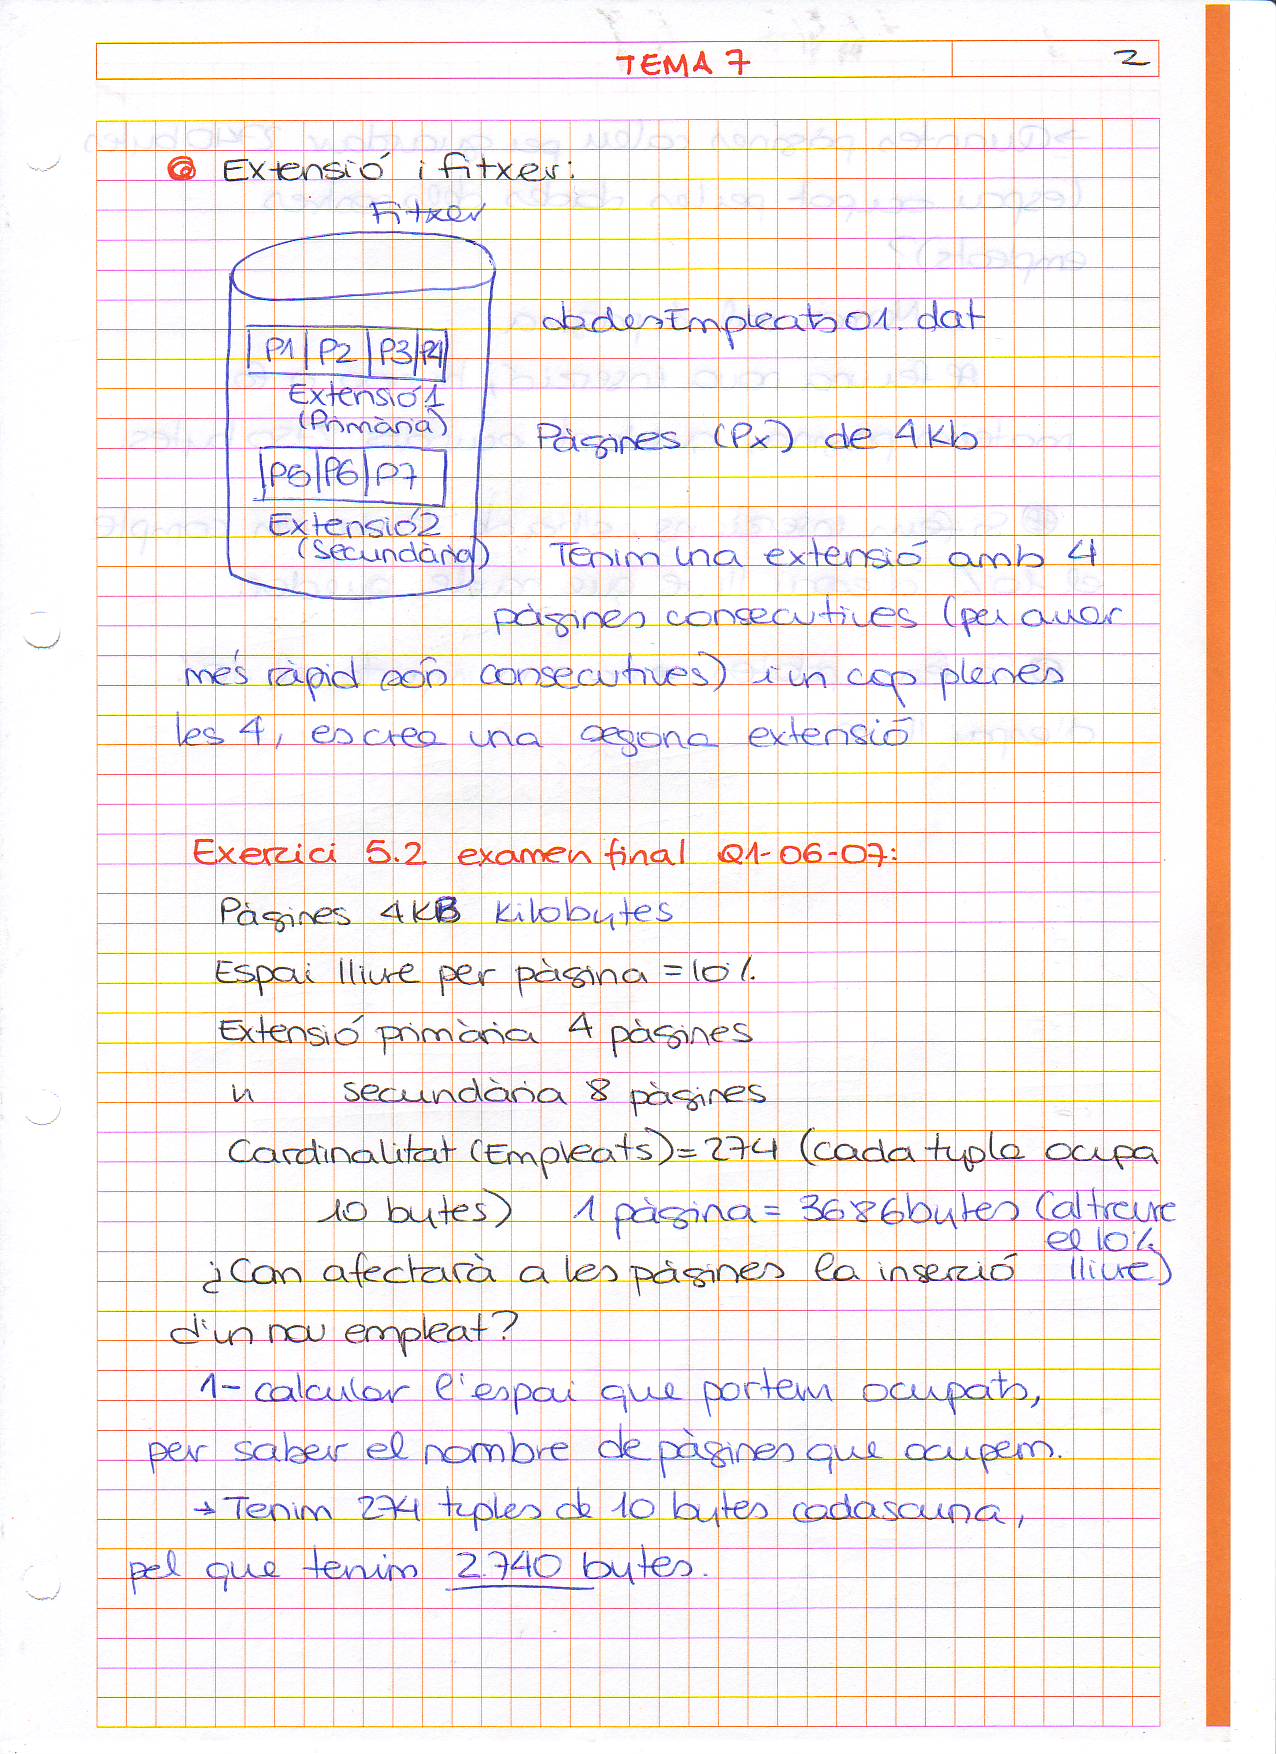 TEMA 7
2
Extensió i fitxer:
Fitxer
dadesEmpleats01.dat
P1 P2 P3 P4
Extensió 1
(Primària)
Pàgines (Px) de 4kb
P5 P6 P7
Extensió 2
(Secundària)
Tenim una extensió amb 4
pàgines consecutives (per anar
més ràpid són consecutives) i un cop plenes
les 4, es crea una segona extensió
Exercici 5.2 examen final Q1-06-07:
Pàgines 4KB Kilobytes
Espai lliure per pàgina = 10%
Extensió primària 4 pàgines
" secundària 8 pàgines
Cardinalitat (Empleats) = 274 (cada tupla ocupa
10 bytes) 1 pàgina = 3686 bytes (al treure
el 10%
lliure)
¿Com afectarà a les pàgines la inserció
d'un nou empleat?
1- calcular l'espai que portem ocupats,
per saber el nombre de pàgines que ocupem.
→ Tenim 274 tuples de 10 bytes cadascuna,
pel que tenim 2.740 bytes.